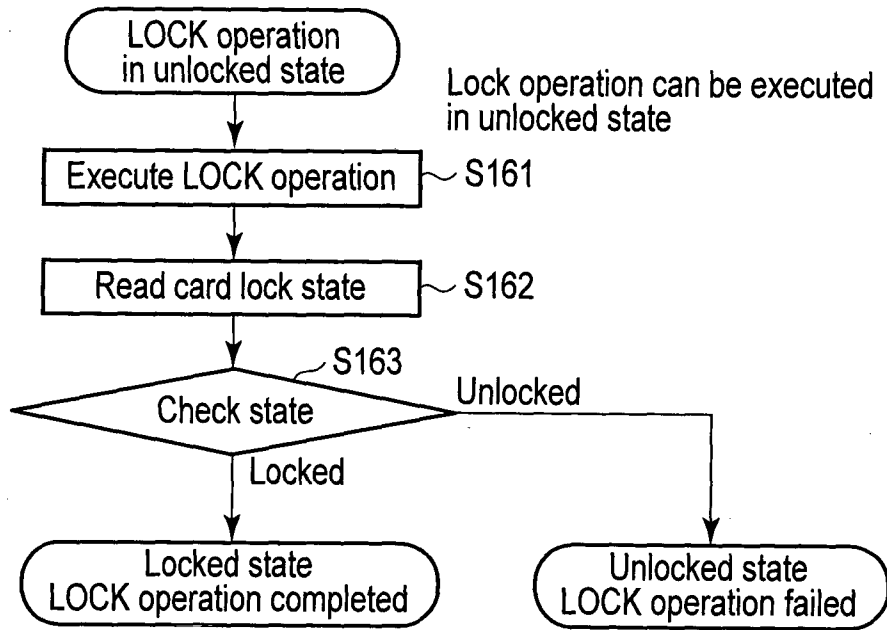 LOCK operation
in unlocked state
Lock operation can be executed
in unlocked state
Execute LOCK operation
S161
Read card lock state
S162
S163
Check state
Unlocked
Locked
Locked state
LOCK operation completed
Unlocked state
LOCK operation failed